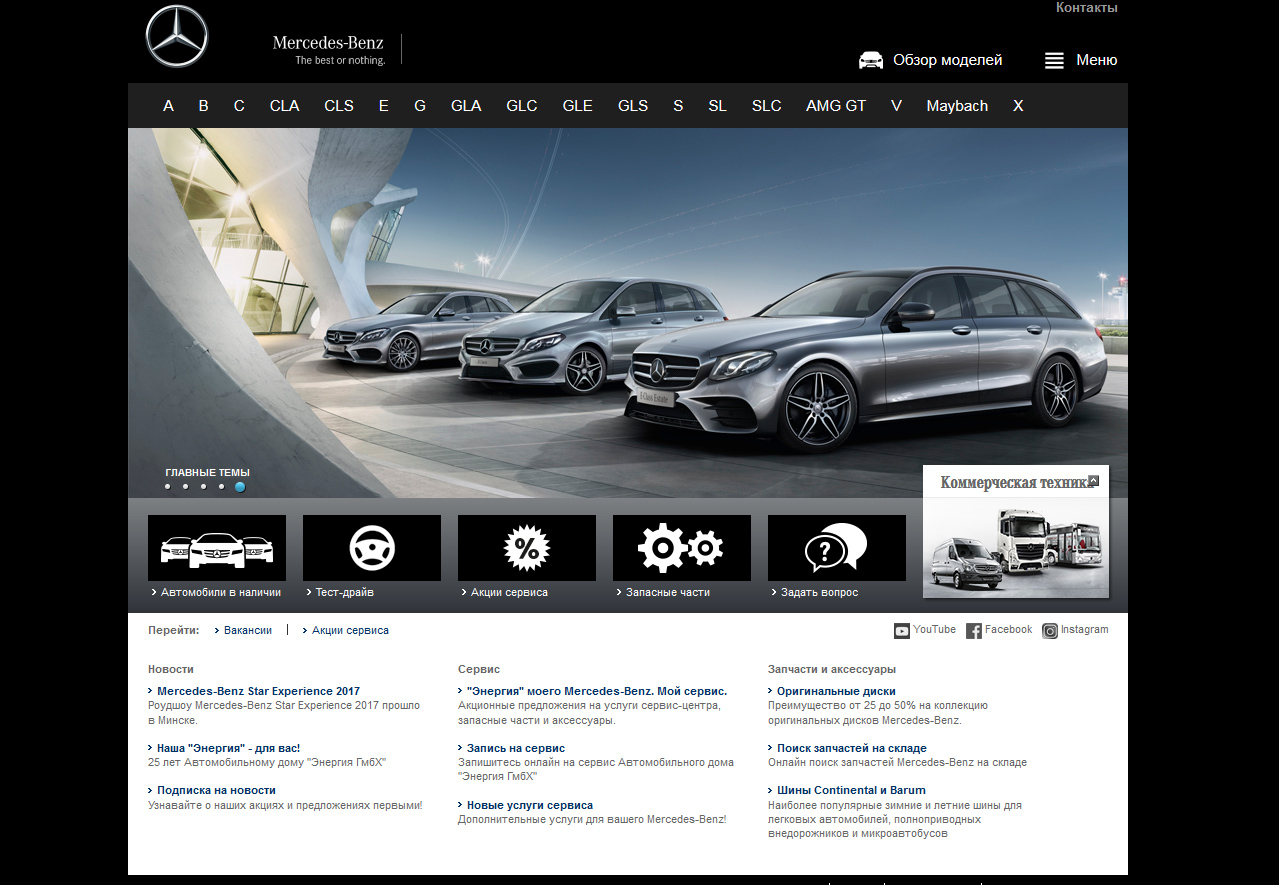 Контакты
Mercedes-Benz
The best or nothing.
Обзор моделей
Меню
A B C CLA CLS E G GLA GLC GLE GLS S SL SLC AMG GT V Maybach X
E-Class Estate
ГЛАВНЫЕ ТЕМЫ
Коммерческая техника
%
?
Автомобили в наличии
Тест-драйв
Акции сервиса
Запасные части
Задать вопрос
Перейти: Вакансии | Акции сервиса
YouTube Facebook Instagram
Новости
Mercedes-Benz Star Experience 2017
Роудшоу Mercedes-Benz Star Experience 2017 прошло
в Минске.
Наша "Энергия" - для вас!
25 лет Автомобильному дому "Энергия ГмбХ"
Подписка на новости
Узнавайте о наших акциях и предложениях первыми!
Сервис
"Энергия" моего Mercedes-Benz. Мой сервис.
Акционные предложения на услуги сервис-центра,
запасные части и аксессуары.
Запись на сервис
Запишитесь онлайн на сервис Автомобильного дома
"Энергия ГмбХ"
Новые услуги сервиса
Дополнительные услуги для вашего Mercedes-Benz!
Запчасти и аксессуары
Оригинальные диски
Преимущество от 25 до 50% на коллекцию
оригинальных дисков Mercedes-Benz.
Поиск запчастей на складе
Онлайн поиск запчастей Mercedes-Benz на складе
Шины Continental и Barum
Наиболее популярные зимние и летние шины для
легковых автомобилей, полноприводных
внедорожников и микроавтобусов